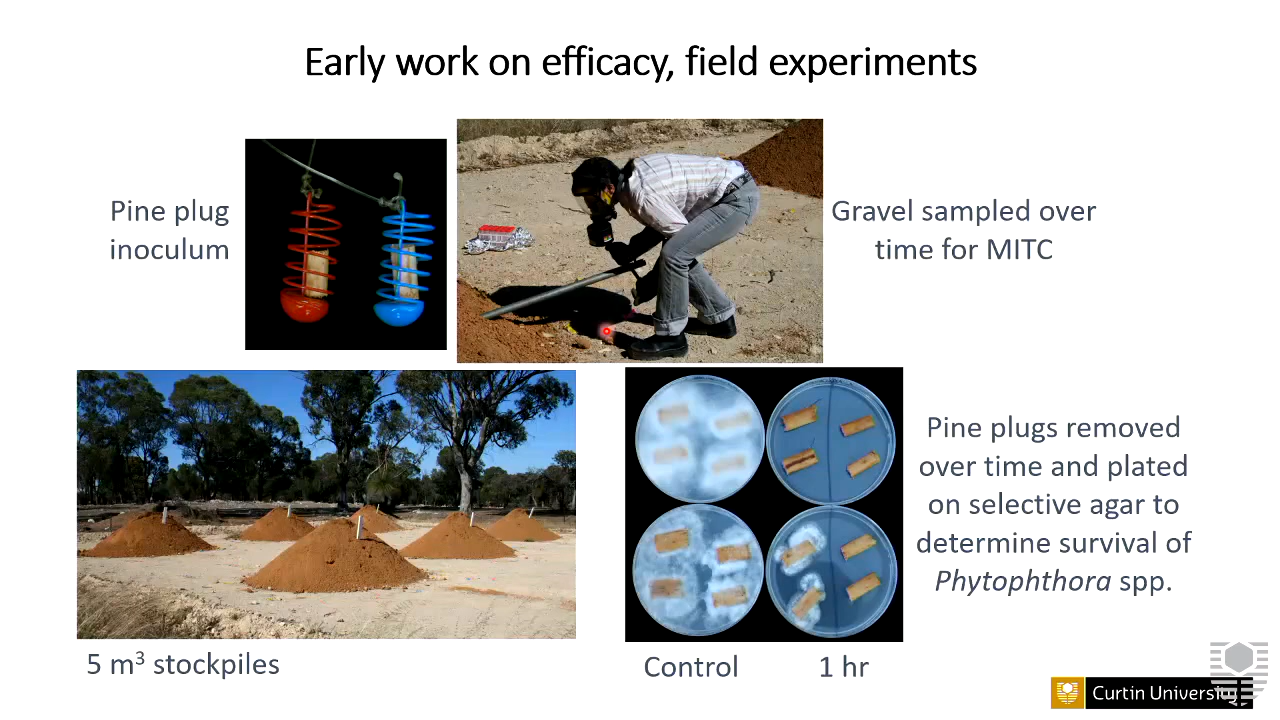 Early work on efficacy, field experiments
Pine plug
inoculum
Gravel sampled over
time for MITC
Pine plugs removed
over time and plated
on selective agar to
determine survival of
Phytophthora spp.
5 m³ stockpiles
Control
1 hr
Curtin University